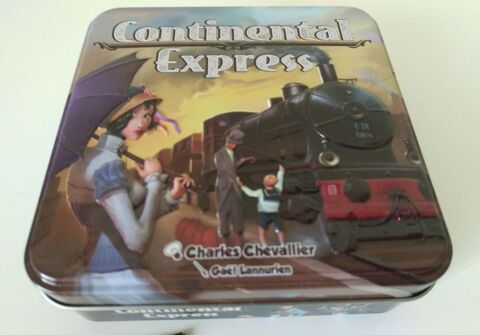 Continental
Express
Charles Chevallier
Gaël Lannurien
Continental
Express